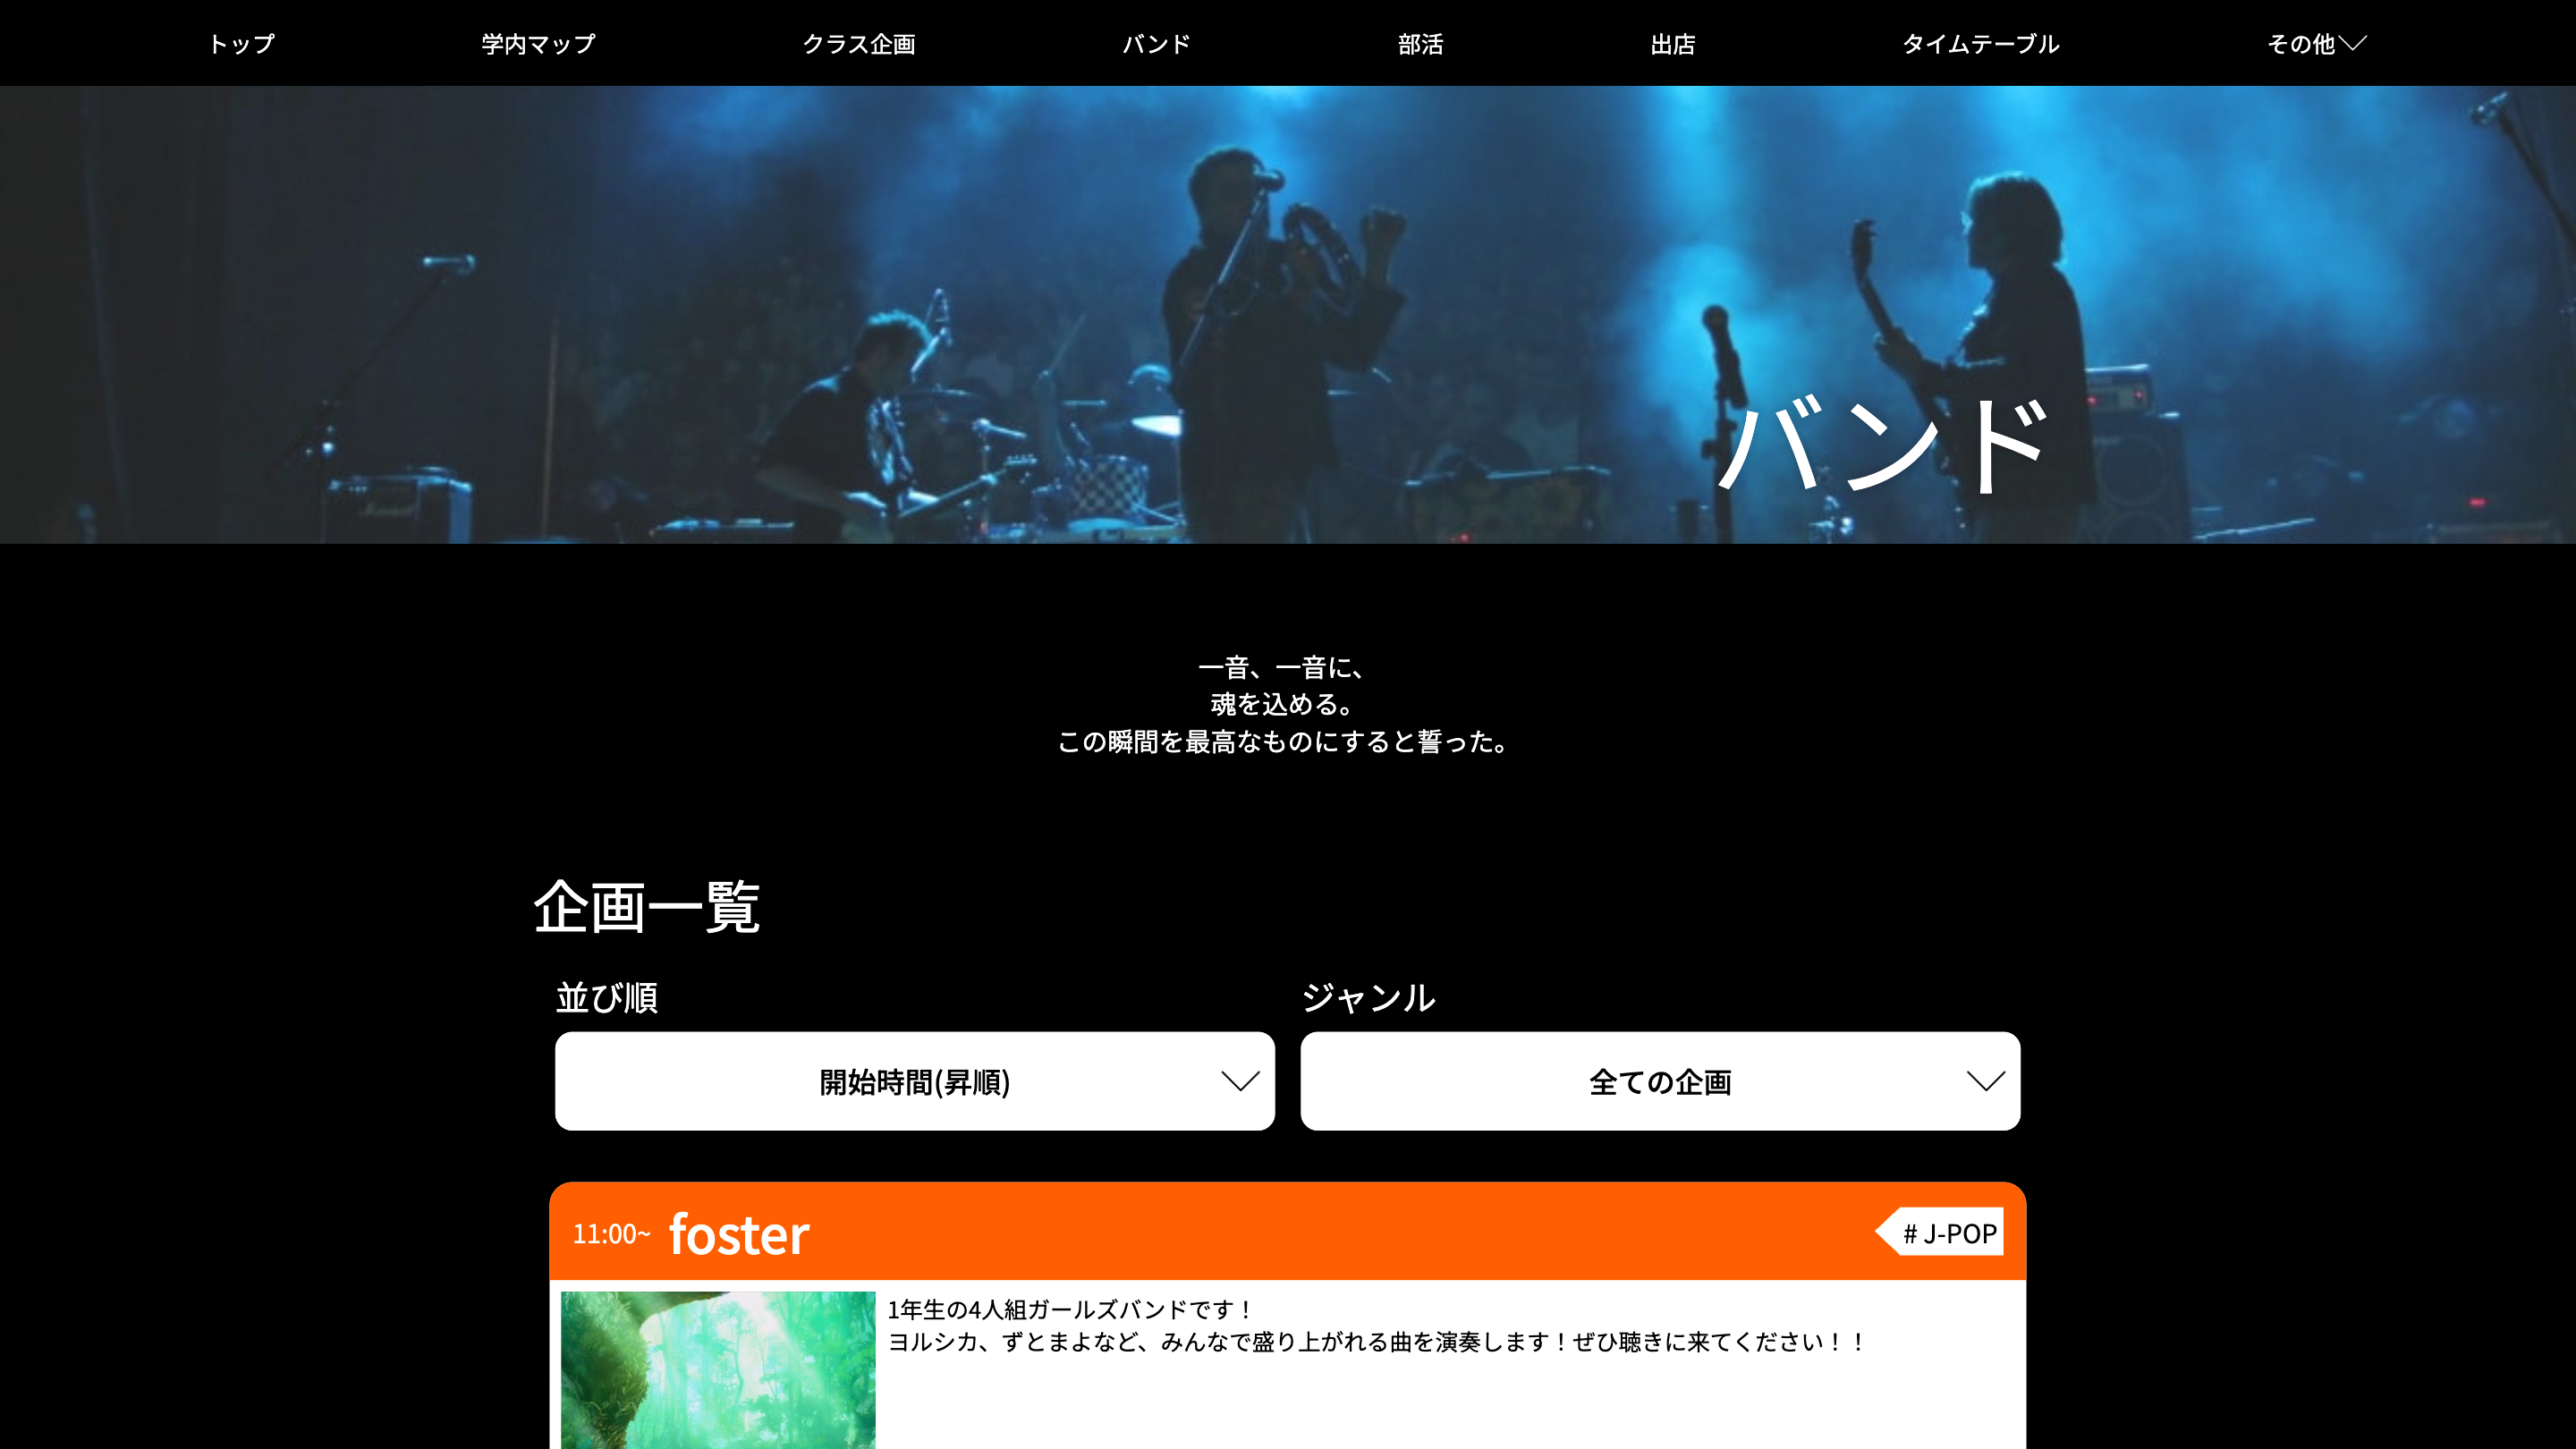 トップ
学内マップ
クラス企画
バンド
部活
出店
タイムテーブル
その他
バンド
一音、一音に、
魂を込める。
この瞬間を最高なものにすると誓った。
企画一覧
並び順
ジャンル
開始時間(昇順)
全ての企画
11:00~ foster
# J-POP
1年生の4人組ガールズバンドです！
ヨルシカ、ずとまよなど、みんなで盛り上がれる曲を演奏します！ぜひ聴きに来てください！！